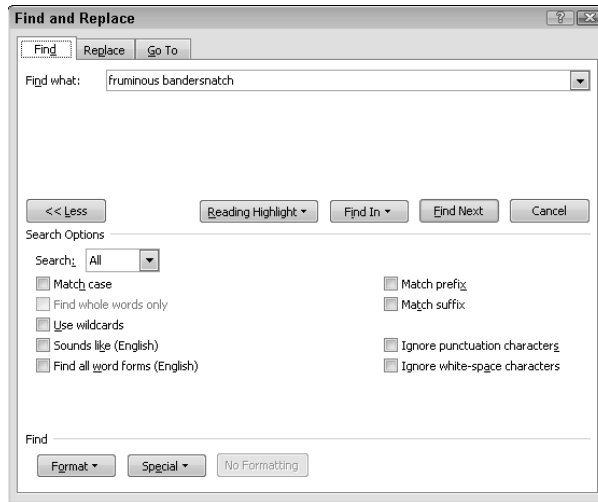 Find and Replace
Find Replace Go To
Find what: fruminous bandersnatch
<< Less Reading Highlight Find In Find Next Cancel
Search Options
Search: All
Match case Match prefix
Find whole words only Match suffix
Use wildcards
Sounds like (English) Ignore punctuation characters
Find all word forms (English) Ignore white-space characters
Find
Format Special No Formatting